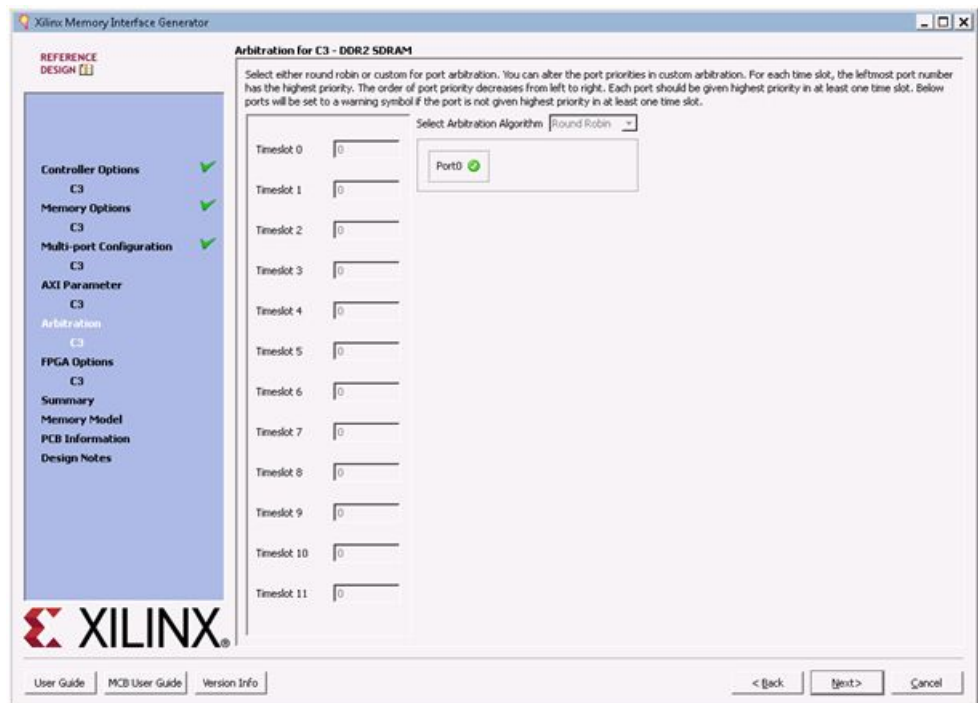 Xilinx Memory Interface Generator
REFERENCE
DESIGN
Controller Options
C3
Memory Options
C3
Multi-port Configuration
C3
AXI Parameter
C3
Arbitration
C3
FPGA Options
C3
Summary
Memory Model
PCB Information
Design Notes
XILINX®
Arbitration for C3 - DDR2 SDRAM
Select either round robin or custom for port arbitration. You can alter the port priorities in custom arbitration. For each time slot, the leftmost port number
has the highest priority. The order of port priority decreases from left to right. Each port should be given highest priority in at least one time slot. Below
ports will be set to a warning symbol if the port is not given highest priority in at least one time slot.
Select Arbitration Algorithm Round Robin
Port0
Timeslot 0 0
Timeslot 1 0
Timeslot 2 0
Timeslot 3 0
Timeslot 4 0
Timeslot 5 0
Timeslot 6 0
Timeslot 7 0
Timeslot 8 0
Timeslot 9 0
Timeslot 10 0
Timeslot 11 0
User Guide MCB User Guide Version Info < Back Next> Cancel